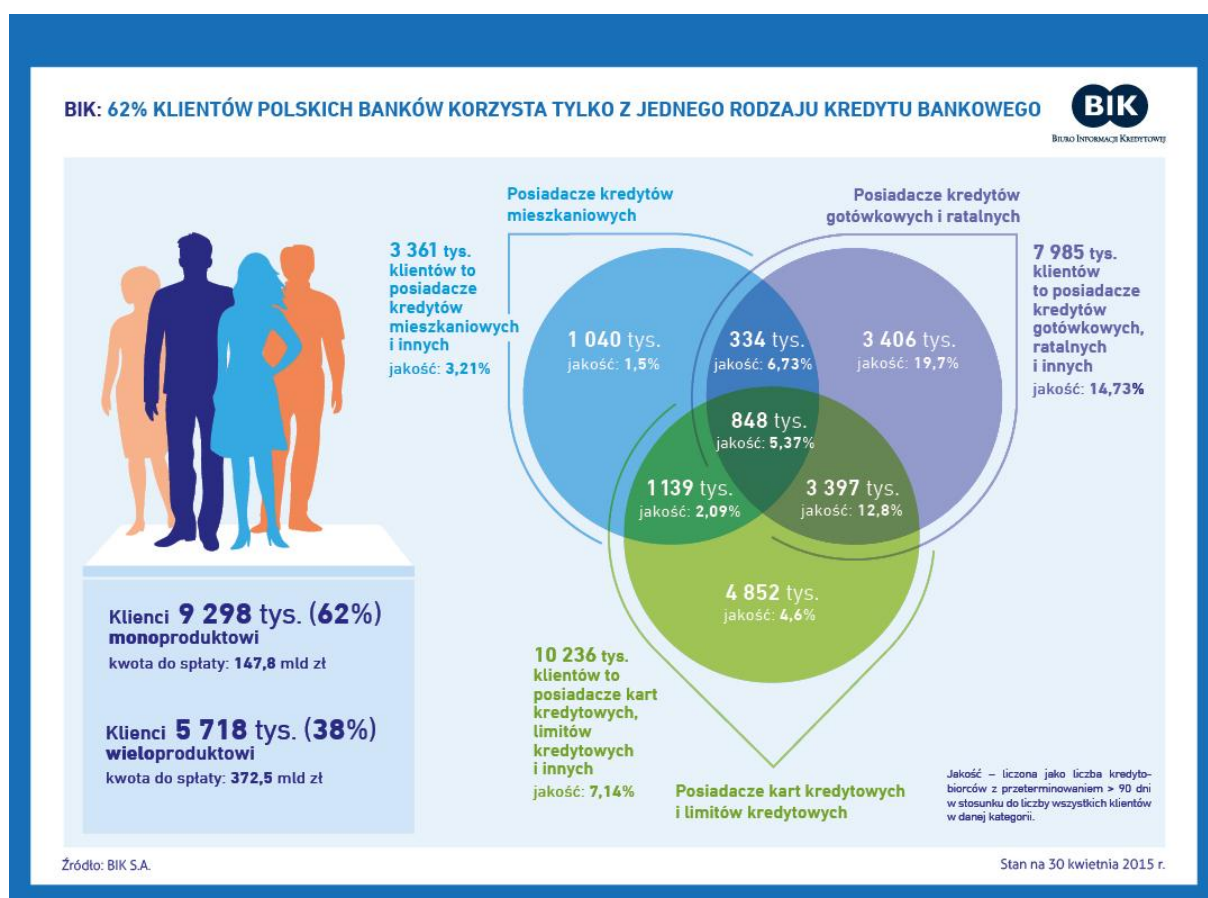 BIK: 62% KLIENTÓW POLSKICH BANKÓW KORZYSTA TYLKO Z JEDNEGO RODZAJU KREDYTU BANKOWEGO
BIK
BIURO INFORMACJI KREDYTOWEJ
Posiadacze kredytów
mieszkaniowych
Posiadacze kredytów
gotówkowych i ratalnych
3 361 tys.
klientów to
posiadacze
kredytów
mieszkaniowych
i innych
jakość: 3,21%
7 985 tys.
klientów
to posiadacze
kredytów
gotówkowych,
ratalnych
i innych
jakość: 14,73%
1 040 tys.
jakość: 1,5%
334 tys.
jakość: 6,73%
3 406 tys.
jakość: 19,7%
848 tys.
jakość: 5,37%
1 139 tys.
jakość: 2,09%
3 397 tys.
jakość: 12,8%
4 852 tys.
jakość: 4,6%
Klienci 9 298 tys. (62%)
monoproduktowi
kwota do spłaty: 147,8 mld zł
Klienci 5 718 tys. (38%)
wieloproduktowi
kwota do spłaty: 372,5 mld zł
10 236 tys.
klientów to
posiadacze kart
kredytowych,
limitów
kredytowych
i innych
jakość: 7,14%
Posiadacze kart kredytowych
i limitów kredytowych
Jakość – liczona jako liczba kredyto-
biorców z przeterminowaniem > 90 dni
w stosunku do liczby wszystkich klientów
w danej kategorii.
Źródło: BIK S.A.
Stan na 30 kwietnia 2015 r.